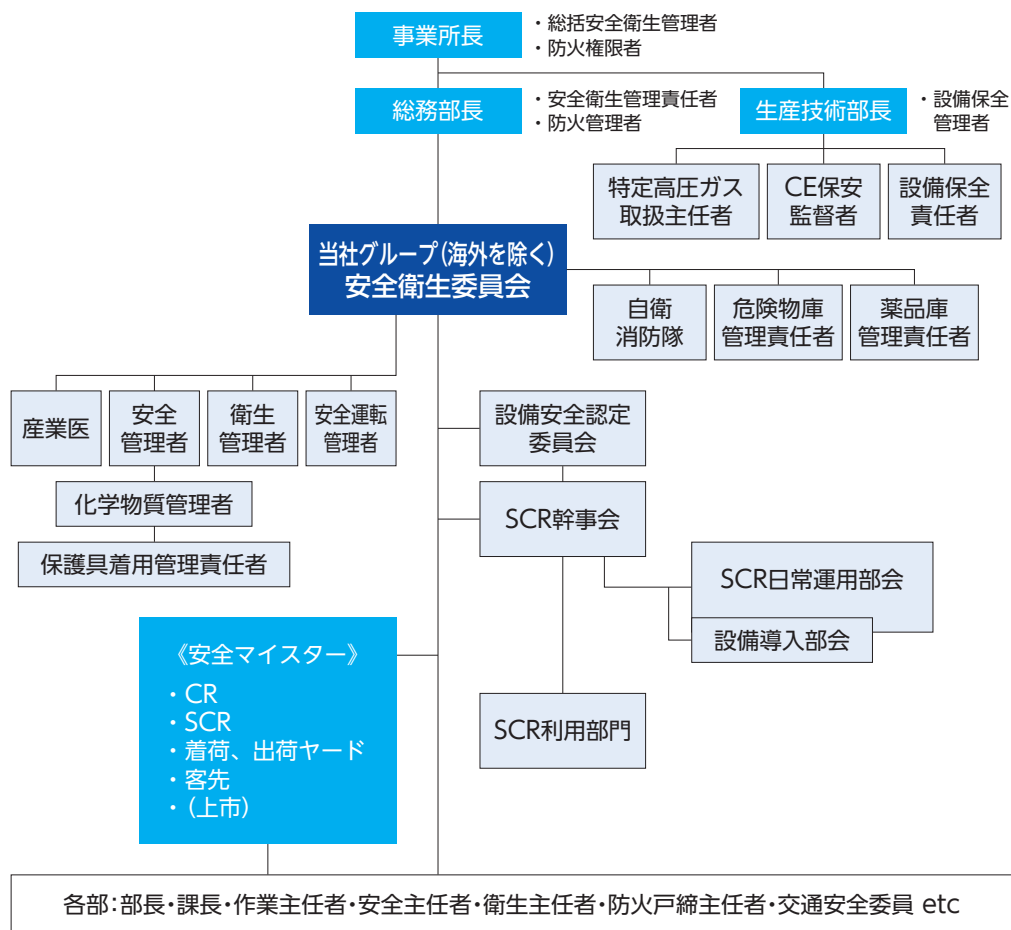 事業所長
・総括安全衛生管理者
・防火権限者
総務部長
・安全衛生管理責任者
・防火管理者
生産技術部長
・設備保全
管理者
特定高圧ガス
取扱主任者
CE保安
監督者
設備保全
責任者
当社グループ(海外を除く)
安全衛生委員会
自衛
消防隊
危険物庫
管理責任者
薬品庫
管理責任者
産業医
安全
管理者
衛生
管理者
安全運転
管理者
化学物質管理者
保護具着用管理責任者
設備安全認定
委員会
SCR幹事会
SCR日常運用部会
設備導入部会
SCR利用部門
《安全マイスター》
・CR
・SCR
・着荷、出荷ヤード
・客先
・(上市)
各部:部長・課長・作業主任者・安全主任者・衛生主任者・防火戸締主任者・交通安全委員 etc